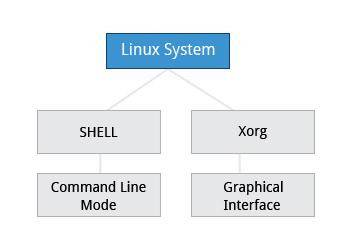 Linux System
SHELL
Xorg
Command Line
Mode
Graphical
Interface